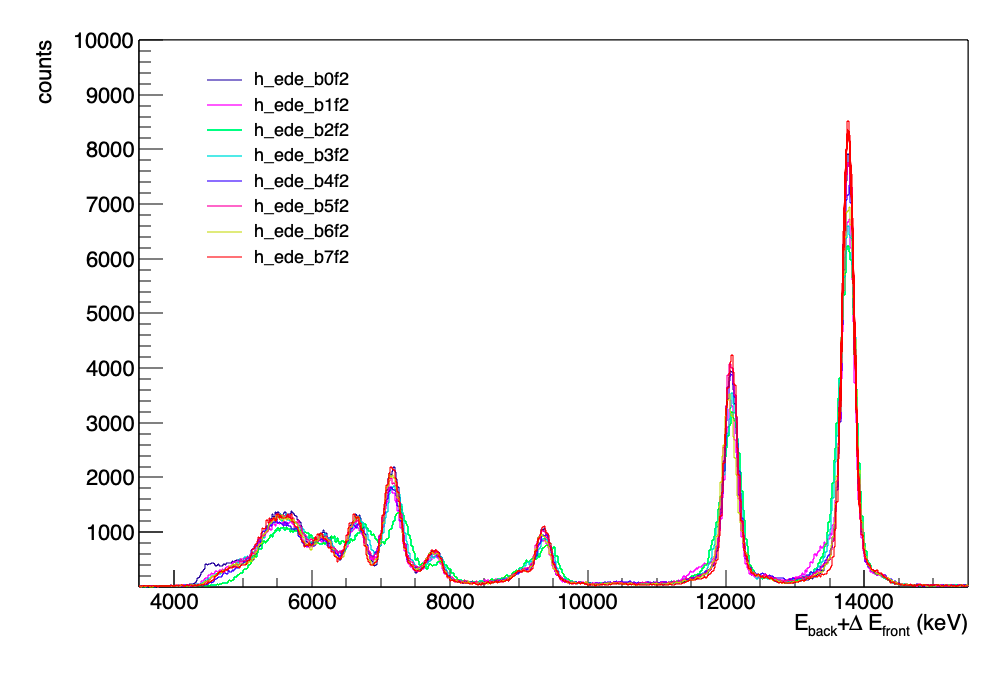 counts
10000
9000
8000
7000
6000
5000
4000
3000
2000
1000
h_ede_b0f2
h_ede_b1f2
h_ede_b2f2
h_ede_b3f2
h_ede_b4f2
h_ede_b5f2
h_ede_b6f2
h_ede_b7f2
4000 6000 8000 10000 12000 14000
E_back+Δ E_front (keV)